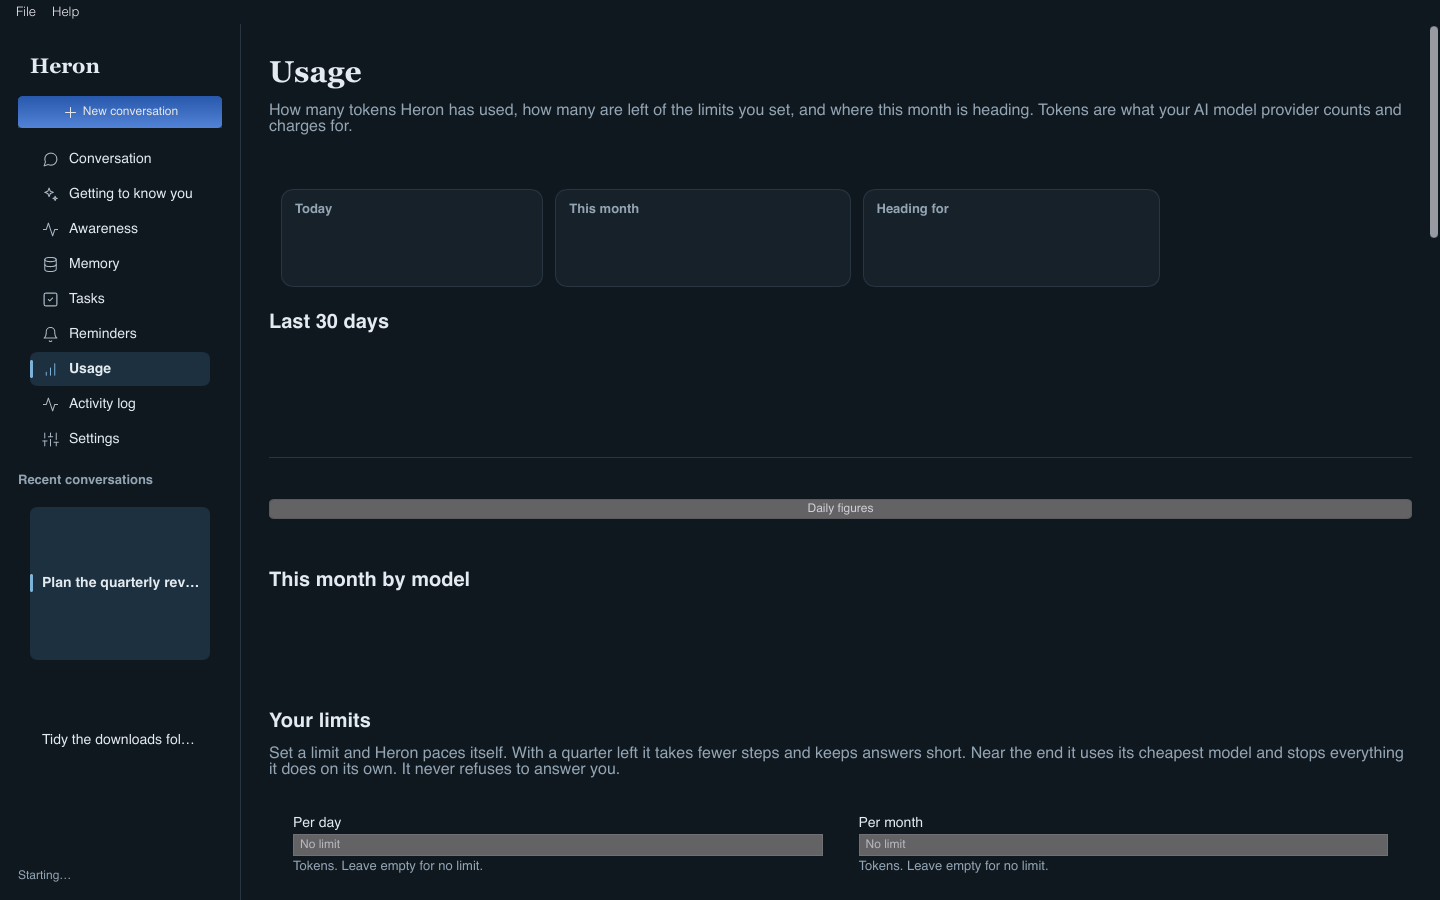 File Help
Heron
New conversation
Conversation
Getting to know you
Awareness
Memory
Tasks
Reminders
Usage
Activity log
Settings
Recent conversations
Plan the quarterly rev…
Tidy the downloads fol…
Starting…
Usage
How many tokens Heron has used, how many are left of the limits you set, and where this month is heading. Tokens are what your AI model provider counts and
charges for.
Today
This month
Heading for
Last 30 days
Daily figures
This month by model
Your limits
Set a limit and Heron paces itself. With a quarter left it takes fewer steps and keeps answers short. Near the end it uses its cheapest model and stops everything
it does on its own. It never refuses to answer you.
Per day
No limit
Tokens. Leave empty for no limit.
Per month
No limit
Tokens. Leave empty for no limit.